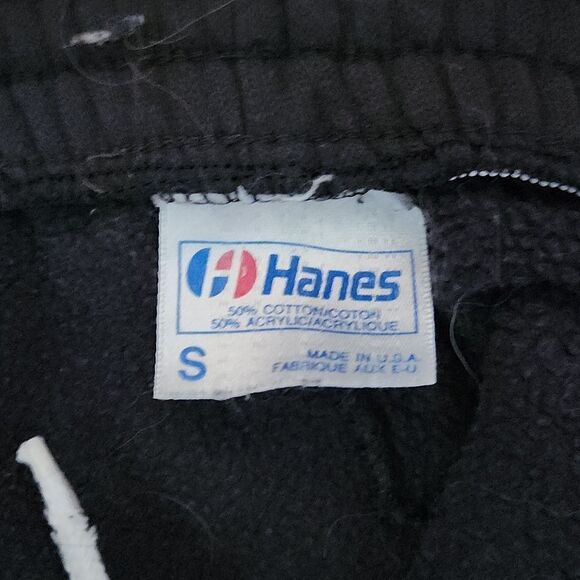 Hanes
50% COTTON/COTON
50% ACRYLIC/ACRYLIQUE
S
MADE IN U.S.A.
FABRIQUE AUX E-U